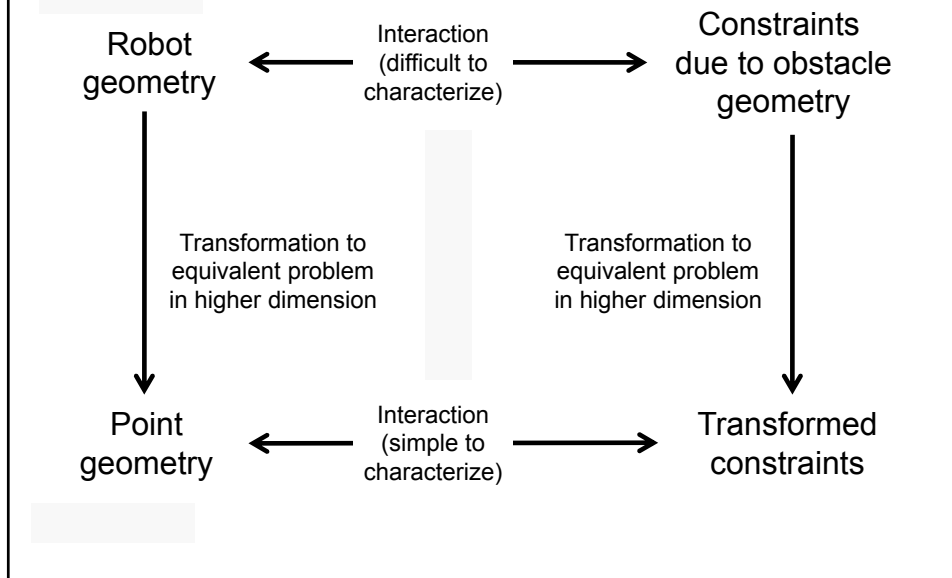 Robot
geometry
Interaction
(difficult to
characterize)
Constraints
due to obstacle
geometry
Transformation to
equivalent problem
in higher dimension
Transformation to
equivalent problem
in higher dimension
Point
geometry
Interaction
(simple to
characterize)
Transformed
constraints